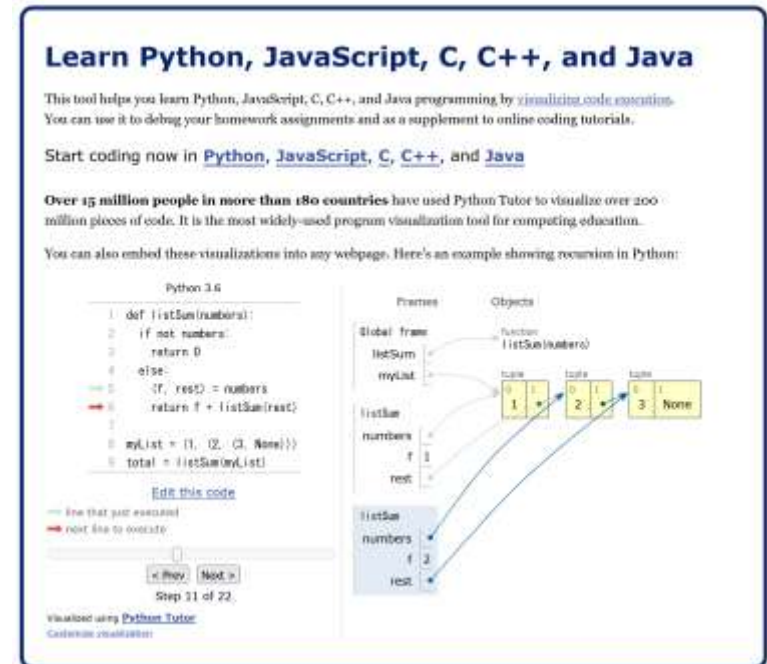 Learn Python, JavaScript, C, C++, and Java
This tool helps you learn Python, JavaScript, C, C++, and Java programming by visualizing code execution.
You can use it to debug your homework assignments and as a supplement to online coding tutorials.
Start coding now in Python, JavaScript, C, C++, and Java
Over 15 million people in more than 180 countries have used Python Tutor to visualize over 200
million pieces of code. It is the most widely-used program visualization tool for computing education.
You can also embed these visualizations into any webpage. Here's an example showing recursion in Python:
Python 3.6
1 def listSum(numbers):
2 if not numbers:
3 return 0
4 else:
5 (f, rest) = numbers
6 return f + listSum(rest)
7
8 myList = (1, (2, (3, None)))
9 total = listSum(myList)
Edit this code
line that just executed
next line to execute
< Prev Next >
Step 11 of 22
Visualized using Python Tutor
Customize visualization
Frames Objects
Global frame
listSum
myList
function
listSum(numbers)
tuple tuple tuple
0 1 0 1 0 1
1 2 3 None
listSum
numbers
f 1
rest
listSum
numbers
f 2
rest